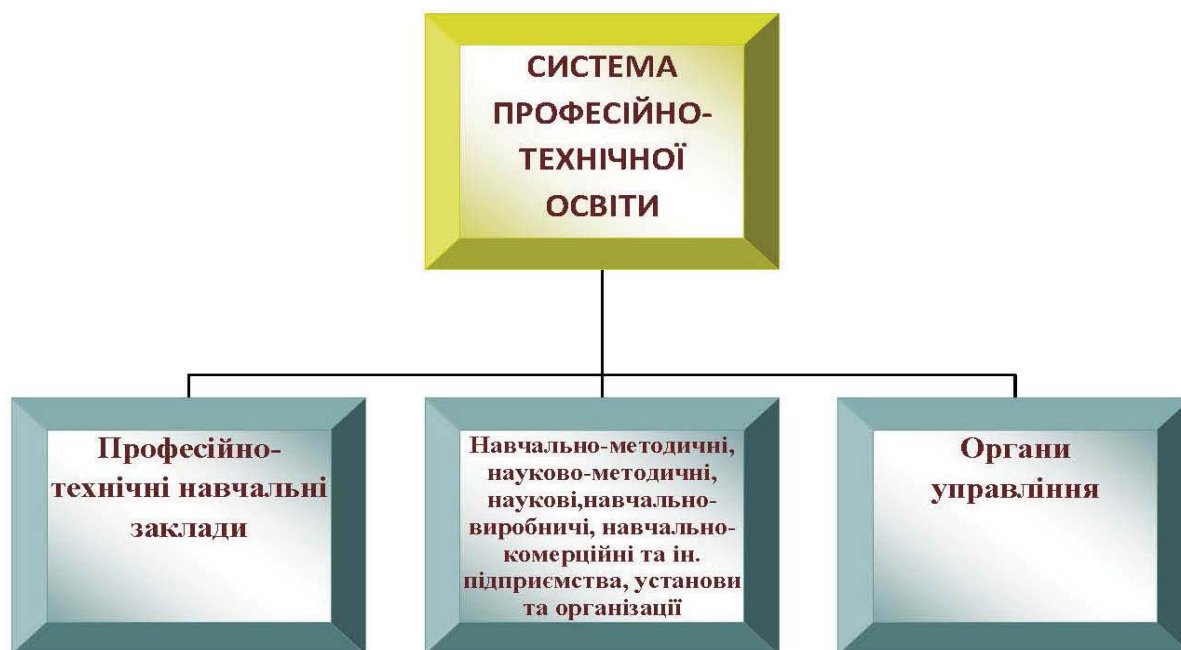 СИСТЕМА
ПРОФЕСІЙНО-
ТЕХНІЧНОЇ
ОСВІТИ
Професійно-
технічні навчальні
заклади
Навчально-методичні,
науково-методичні,
наукові,навчально-
виробничі, навчально-
комерційні та ін.
підприємства, установи
та організації
Органи
управління